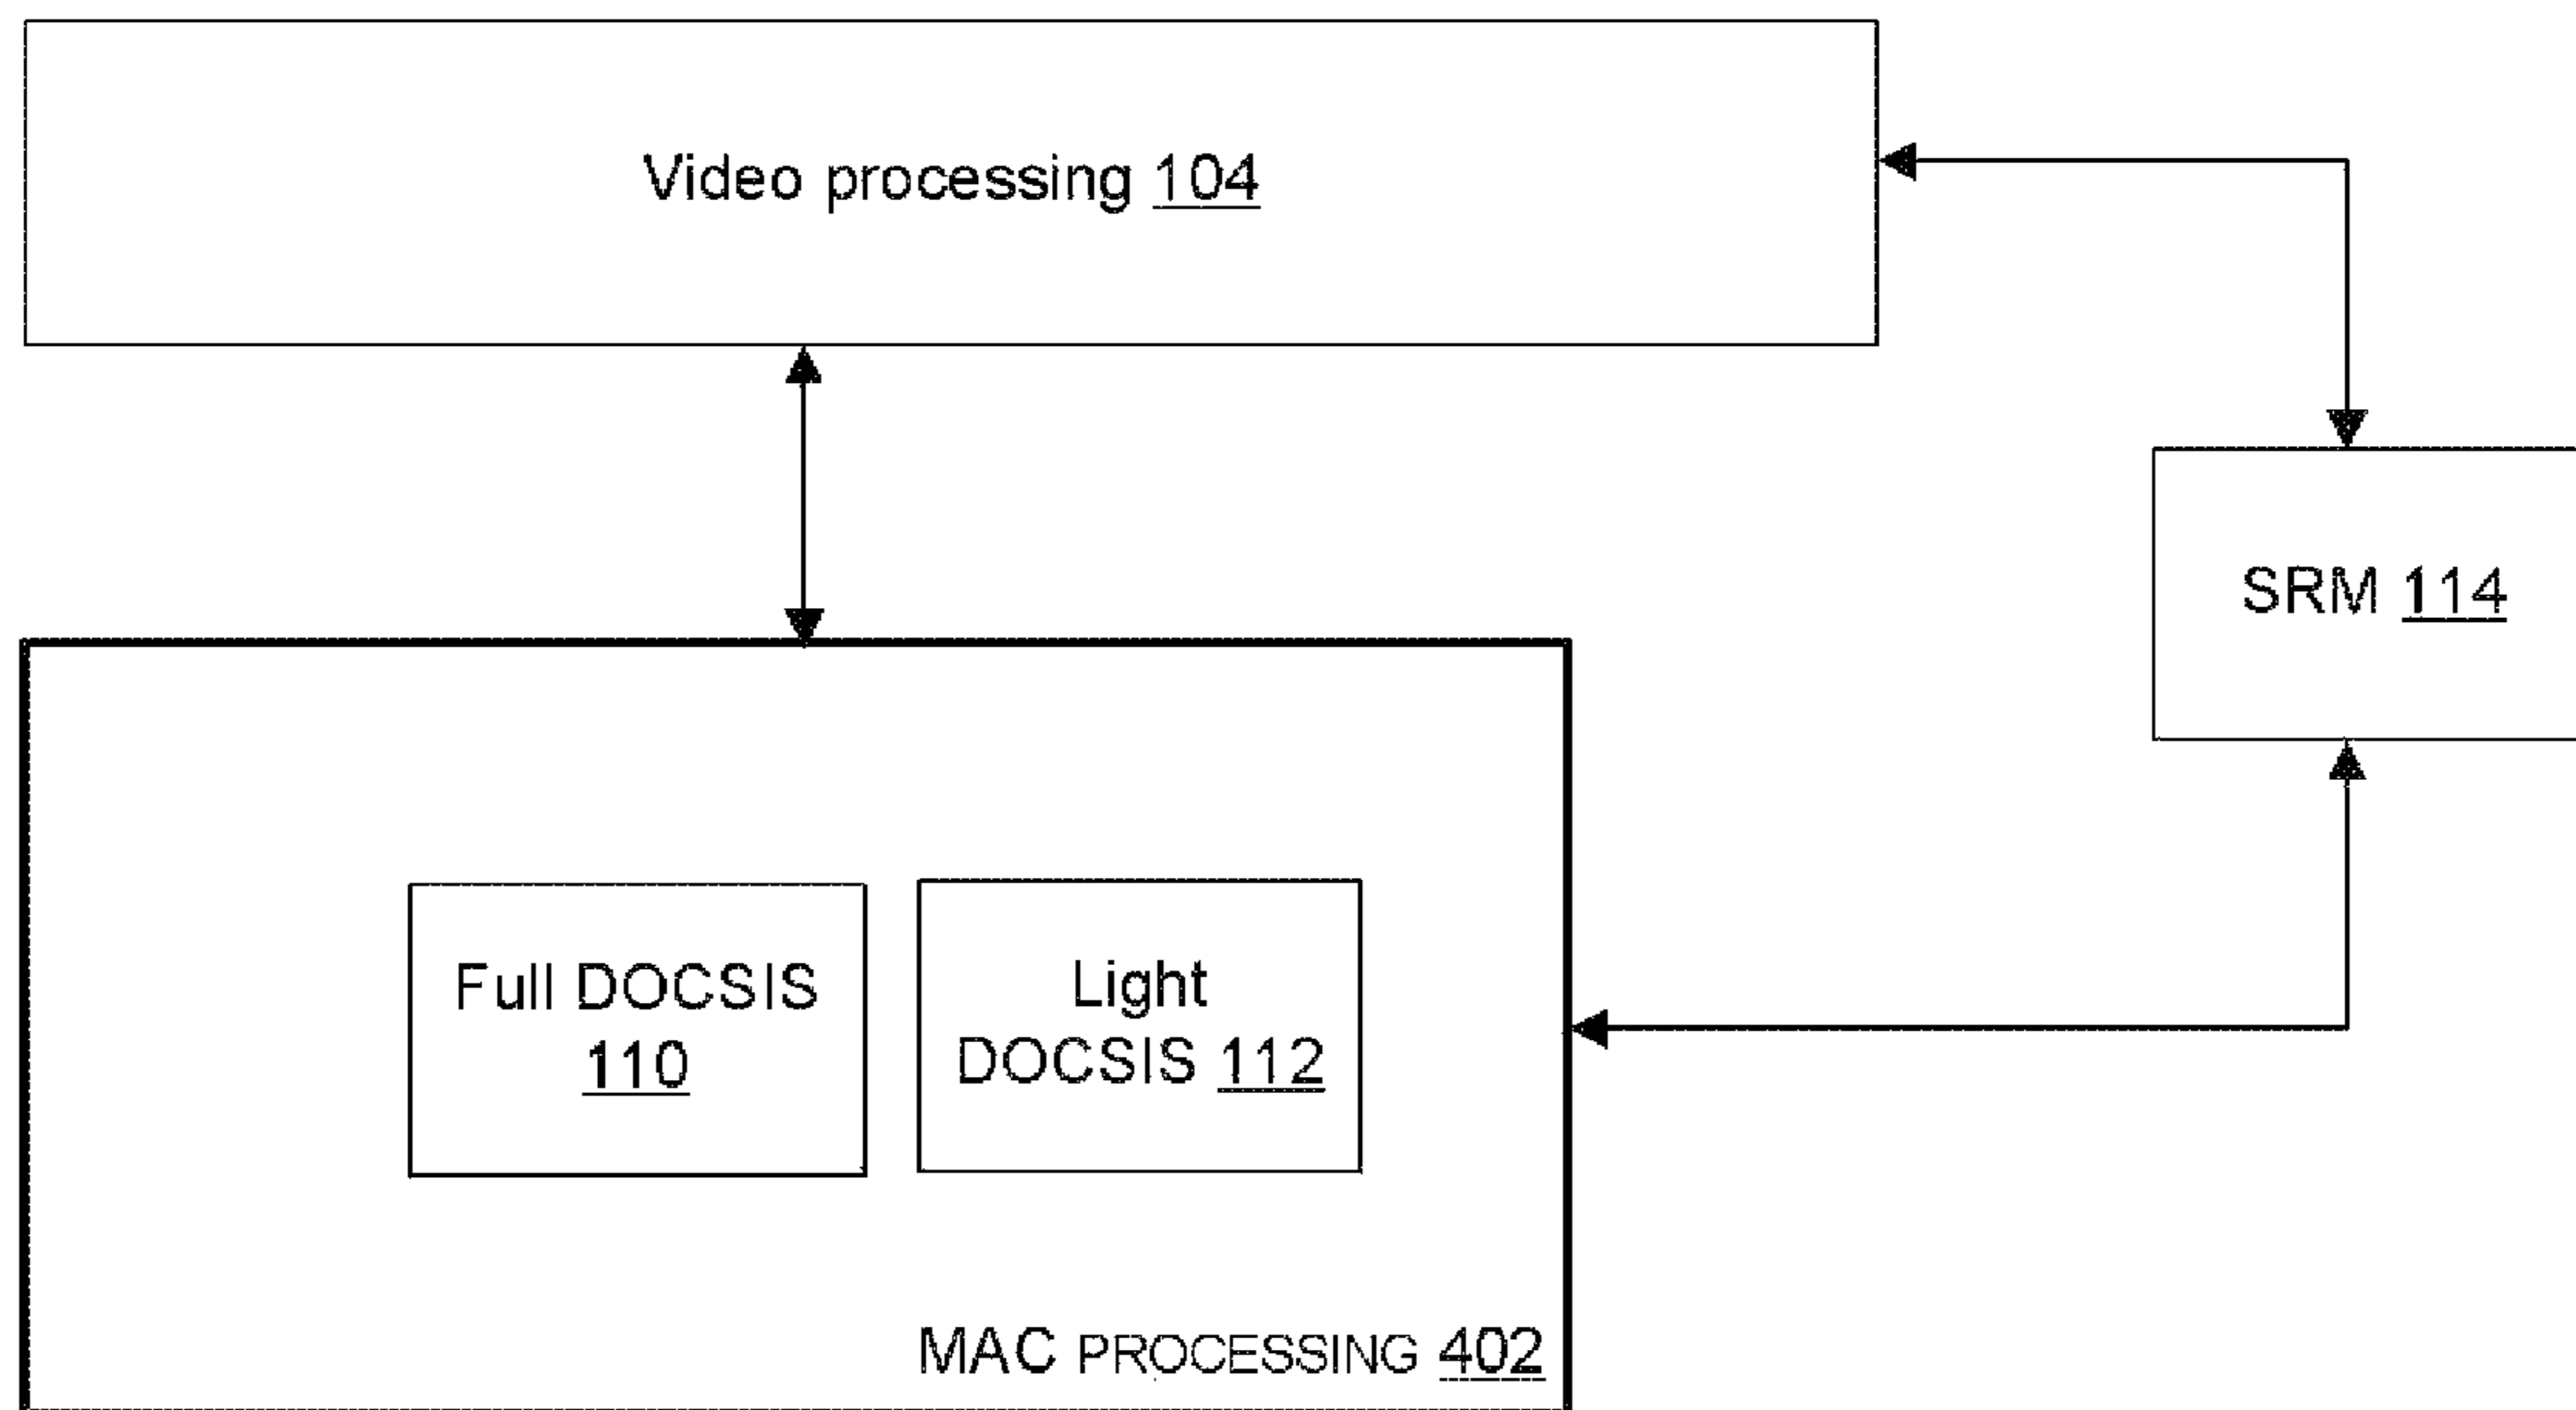 Video processing 104
SRM 114
Full DOCSIS
110
Light
DOCSIS 112
MAC PROCESSING 402